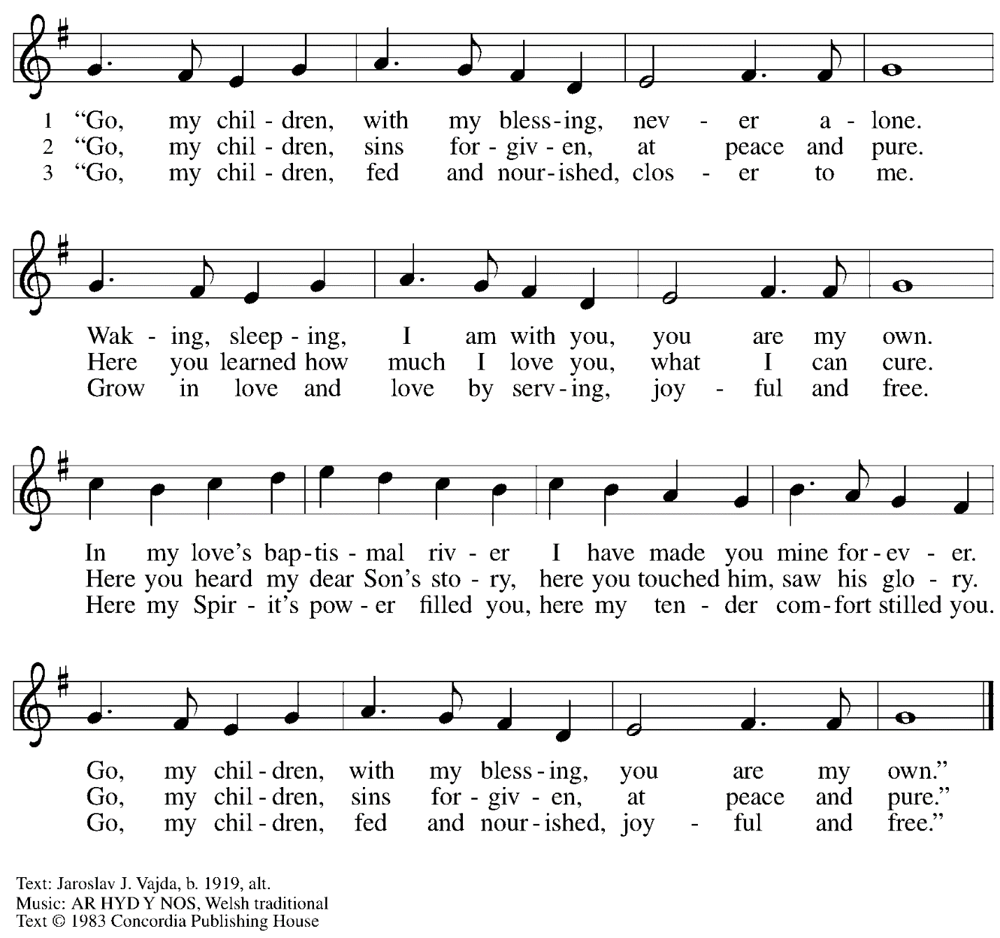 1 “Go, my chil - dren, with my bless - ing, nev - er a - lone.
2 “Go, my chil - dren, sins for - giv - en, at peace and pure.
3 “Go, my chil - dren, fed and nour - ished, clos - er to me.
Wak - ing, sleep - ing, I am with you, you are my own.
Here you learned how much I love you, what I can cure.
Grow in love and love by serv - ing, joy - ful and free.
In my love’s bap - tis - mal riv - er I have made you mine for - ev - er.
Here you heard my dear Son’s sto - ry, here you touched him, saw his glo - ry.
Here my Spir - it’s pow - er filled you, here my ten - der com - fort stilled you.
Go, my chil - dren, with my bless - ing, you are my own.”
Go, my chil - dren, sins for - giv - en, at peace and pure.”
Go, my chil - dren, fed and nour - ished, joy - ful and free.”
Text: Jaroslav J. Vajda, b. 1919, alt.
Music: AR HYD Y NOS, Welsh traditional
Text © 1983 Concordia Publishing House